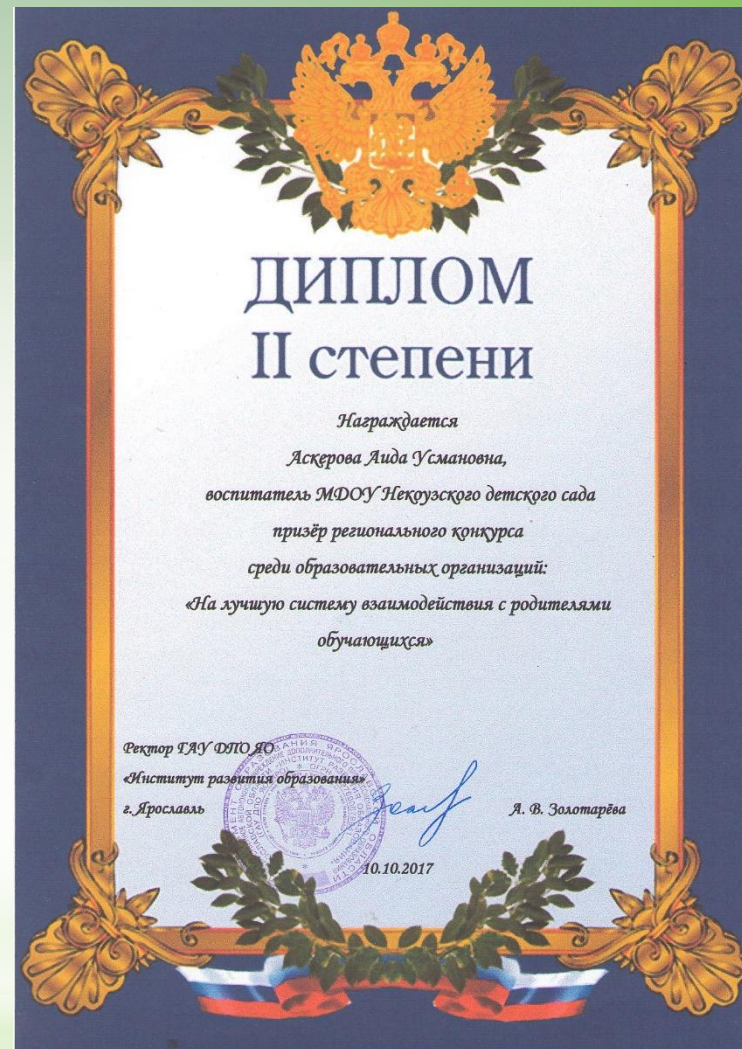 ДИПЛОМ
II степени
Награждается
Аскерова Аида Усмановна,
воспитатель МДОУ Некоузского детского сада
призёр регионального конкурса
среди образовательных организаций:
«На лучшую систему взаимодействия с родителями
обучающихся»
Ректор ГАУ ДПО ЯО
«Институт развития образования»
г. Ярославль
А. В. Золотарёва
10.10.2017